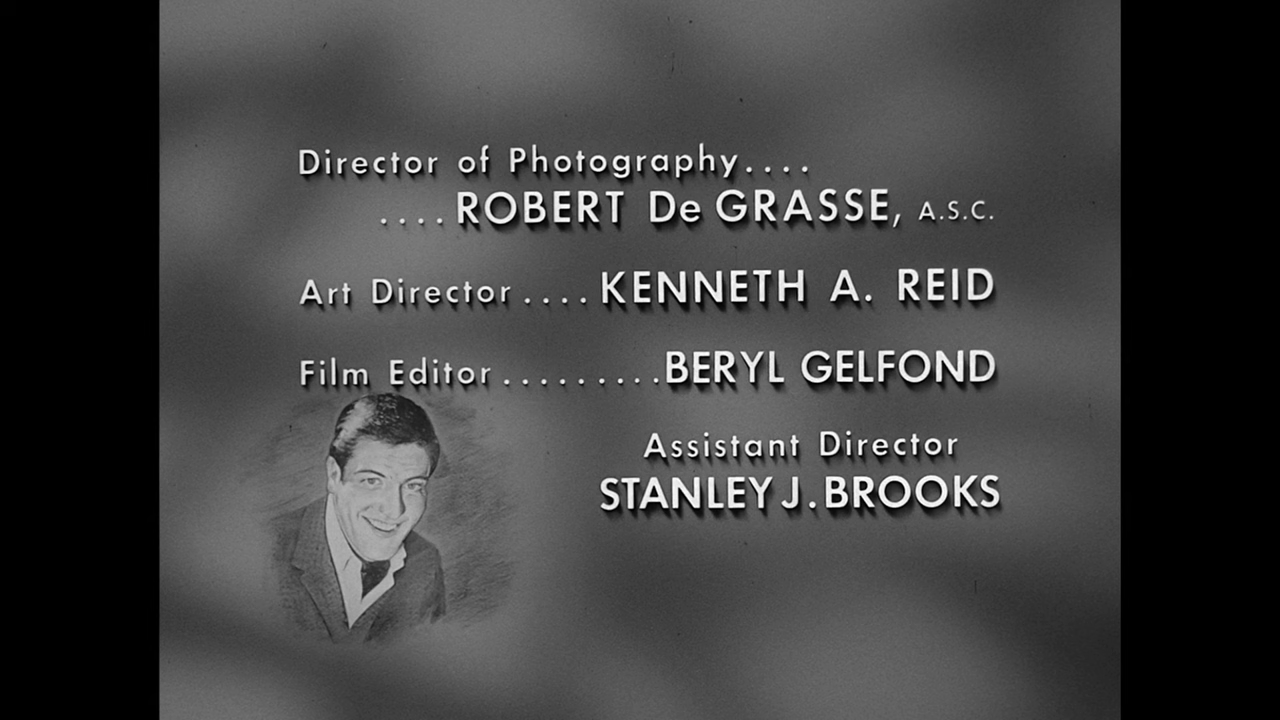 Director of Photography....
....ROBERT De GRASSE, A.S.C.
Art Director....KENNETH A. REID
Film Editor.........BERYL GELFOND
Assistant Director
STANLEY J. BROOKS